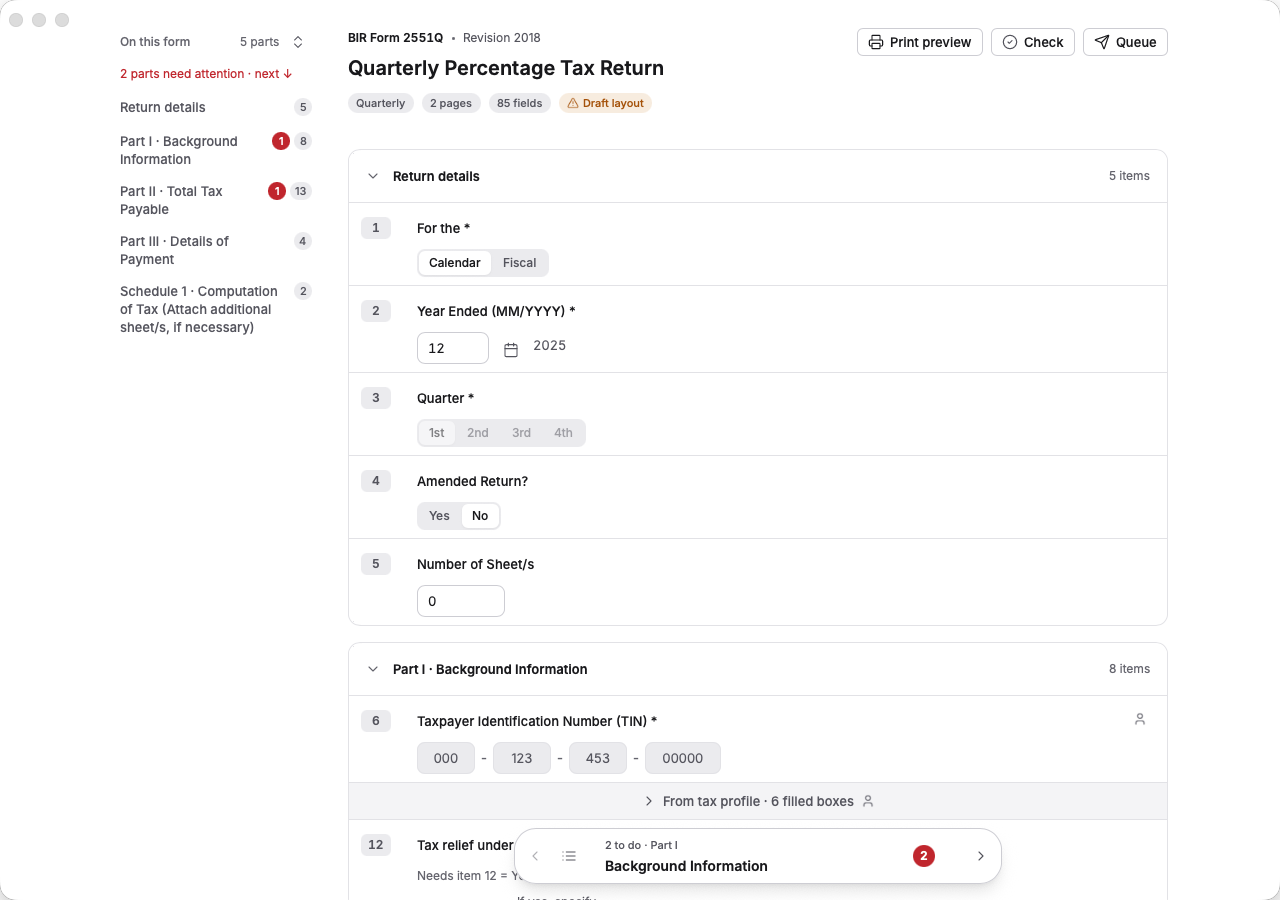 On this form
5 parts
2 parts need attention · next ↓
Return details
5
Part I · Background Information
1
8
Part II · Total Tax Payable
1
13
Part III · Details of Payment
4
Schedule 1 · Computation of Tax (Attach additional sheet/s, if necessary)
2
BIR Form 2551Q • Revision 2018
Quarterly Percentage Tax Return
Quarterly
2 pages
85 fields
Draft layout
Print preview
Check
Queue
Return details
5 items
1
For the *
Calendar
Fiscal
2
Year Ended (MM/YYYY) *
12
2025
3
Quarter *
1st
2nd
3rd
4th
4
Amended Return?
Yes
No
5
Number of Sheet/s
0
Part I · Background Information
8 items
6
Taxpayer Identification Number (TIN) *
000 - 123 - 453 - 00000
From tax profile · 6 filled boxes
12
Tax relief under
Needs item 12 =
2 to do · Part I
Background Information
2